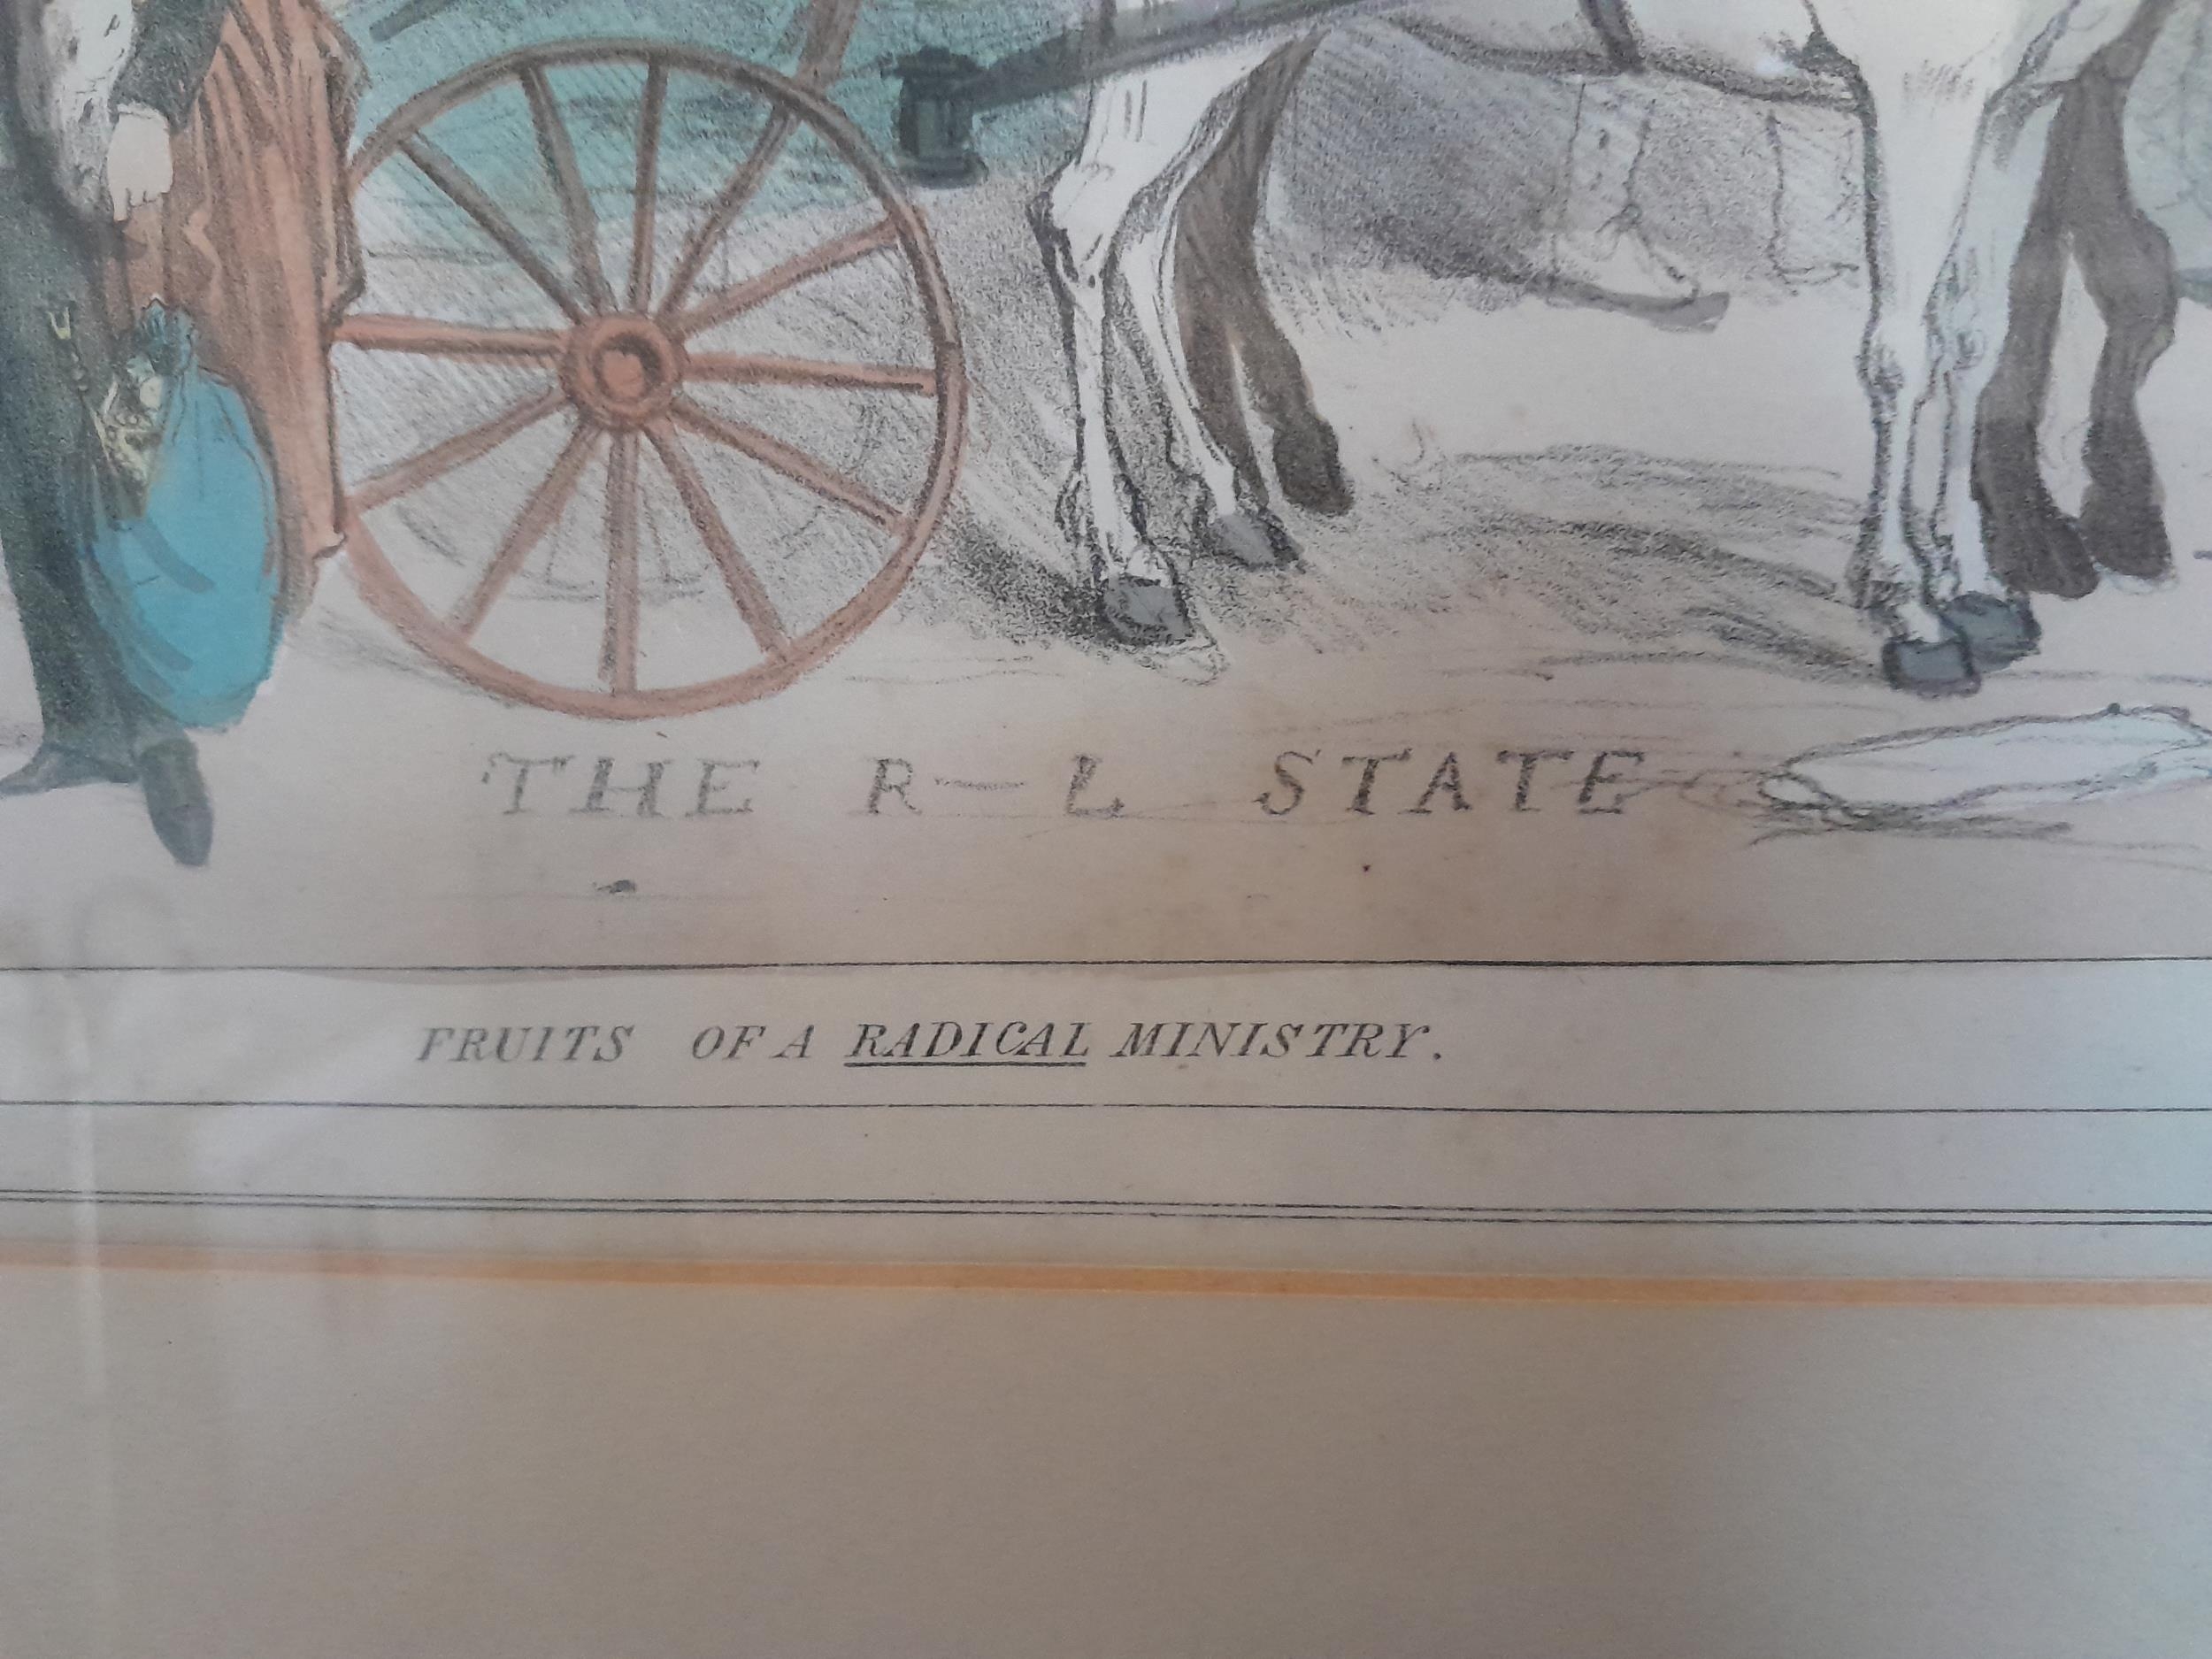 THE R—L STATE
FRUITS OF A RADICAL MINISTRY.